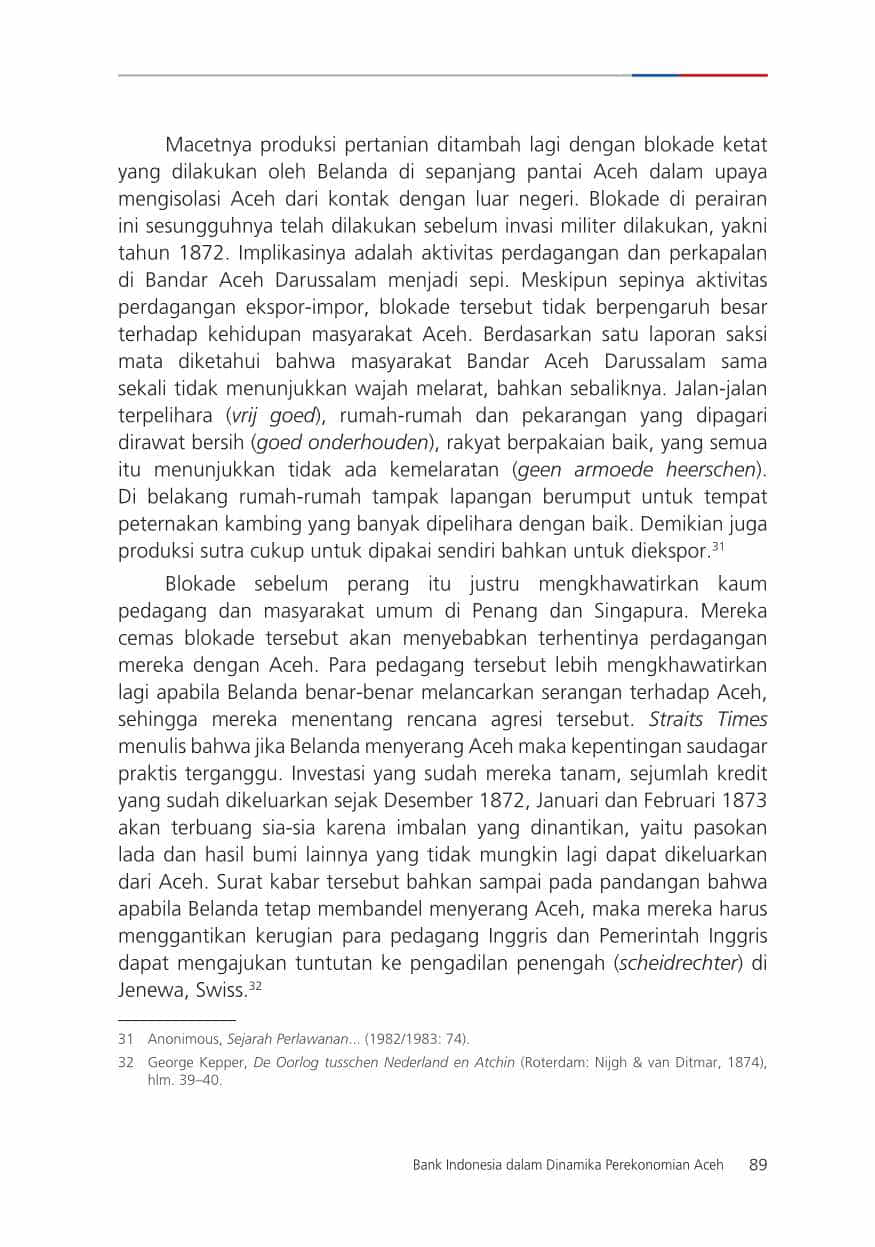 Macetnya produksi pertanian ditambah lagi dengan blokade ketat
yang dilakukan oleh Belanda di sepanjang pantai Aceh dalam upaya
mengisolasi Aceh dari kontak dengan luar negeri. Blokade di perairan
ini sesungguhnya telah dilakukan sebelum invasi militer dilakukan, yakni
tahun 1872. Implikasinya adalah aktivitas perdagangan dan perkapalan
di Bandar Aceh Darussalam menjadi sepi. Meskipun sepinya aktivitas
perdagangan ekspor-impor, blokade tersebut tidak berpengaruh besar
terhadap kehidupan masyarakat Aceh. Berdasarkan satu laporan saksi
mata diketahui bahwa masyarakat Bandar Aceh Darussalam sama
sekali tidak menunjukkan wajah melarat, bahkan sebaliknya. Jalan-jalan
terpelihara (vrij goed), rumah-rumah dan pekarangan yang dipagari
dirawat bersih (goed onderhouden), rakyat berpakaian baik, yang semua
itu menunjukkan tidak ada kemelaratan (geen armoede heerschen).
Di belakang rumah-rumah tampak lapangan berumput untuk tempat
peternakan kambing yang banyak dipelihara dengan baik. Demikian juga
produksi sutra cukup untuk dipakai sendiri bahkan untuk diekspor.31
Blokade sebelum perang itu justru mengkhawatirkan kaum
pedagang dan masyarakat umum di Penang dan Singapura. Mereka
cemas blokade tersebut akan menyebabkan terhentinya perdagangan
mereka dengan Aceh. Para pedagang tersebut lebih mengkhawatirkan
lagi apabila Belanda benar-benar melancarkan serangan terhadap Aceh,
sehingga mereka menentang rencana agresi tersebut. Straits Times
menulis bahwa jika Belanda menyerang Aceh maka kepentingan saudagar
praktis terganggu. Investasi yang sudah mereka tanam, sejumlah kredit
yang sudah dikeluarkan sejak Desember 1872, Januari dan Februari 1873
akan terbuang sia-sia karena imbalan yang dinantikan, yaitu pasokan
lada dan hasil bumi lainnya yang tidak mungkin lagi dapat dikeluarkan
dari Aceh. Surat kabar tersebut bahkan sampai pada pandangan bahwa
apabila Belanda tetap membandel menyerang Aceh, maka mereka harus
menggantikan kerugian para pedagang Inggris dan Pemerintah Inggris
dapat mengajukan tuntutan ke pengadilan penengah (scheidrechter) di
Jenewa, Swiss.32
31 Anonimous, Sejarah Perlawanan... (1982/1983: 74).
32 George Kepper, De Oorlog tusschen Nederland en Atchin (Roterdam: Nijgh & van Ditmar, 1874),
hlm. 39–40.
Bank Indonesia dalam Dinamika Perekonomian Aceh 89